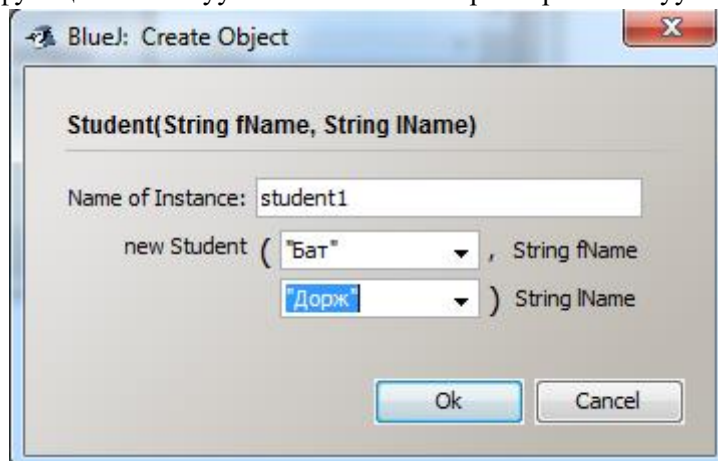 BlueJ: Create Object
Student(String fName, String lName)
Name of Instance: student1
new Student ( "Бат" , String fName
"Дорж" ) String lName
Ok Cancel